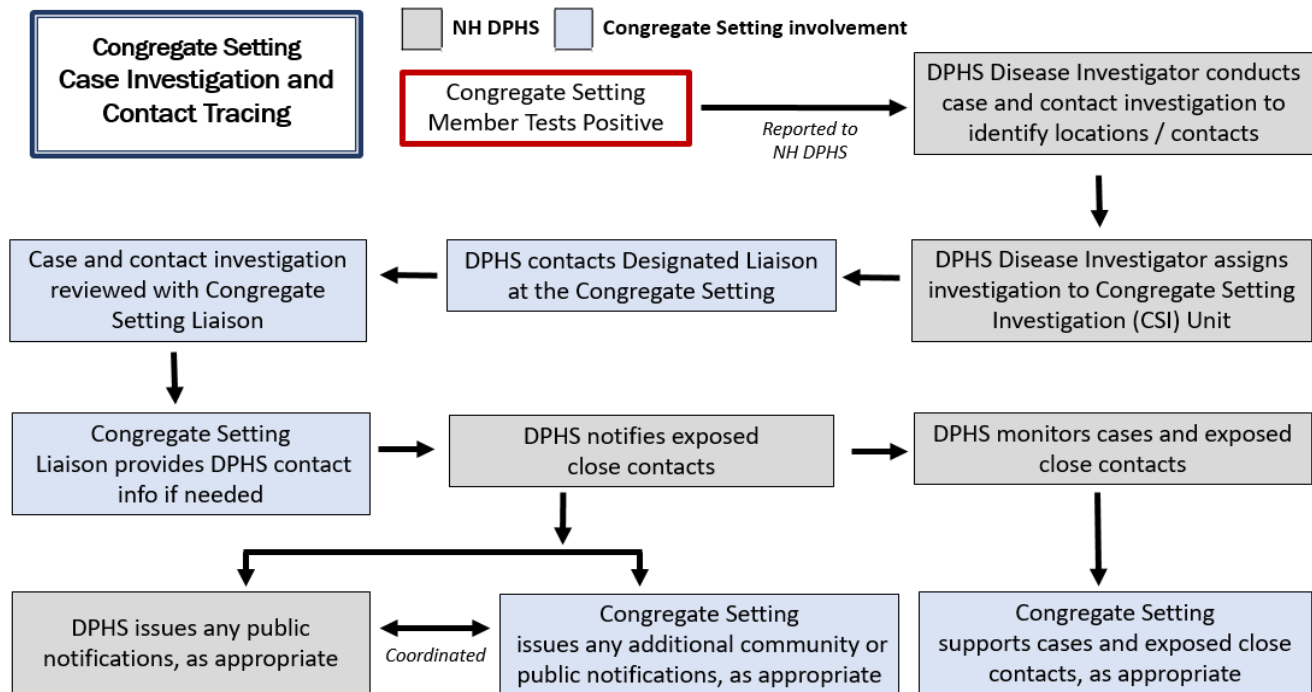 Congregate Setting
Case Investigation and
Contact Tracing
NH DPHS
Congregate Setting involvement
Congregate Setting
Member Tests Positive
Reported to
NH DPHS
DPHS Disease Investigator conducts
case and contact investigation to
identify locations / contacts
DPHS Disease Investigator assigns
investigation to Congregate Setting
Investigation (CSI) Unit
DPHS contacts Designated Liaison
at the Congregate Setting
Case and contact investigation
reviewed with Congregate
Setting Liaison
Congregate Setting
Liaison provides DPHS contact
info if needed
DPHS notifies exposed
close contacts
DPHS monitors cases and exposed
close contacts
DPHS issues any public
notifications, as appropriate
Coordinated
Congregate Setting
issues any additional community or
public notifications, as appropriate
Congregate Setting
supports cases and exposed close
contacts, as appropriate